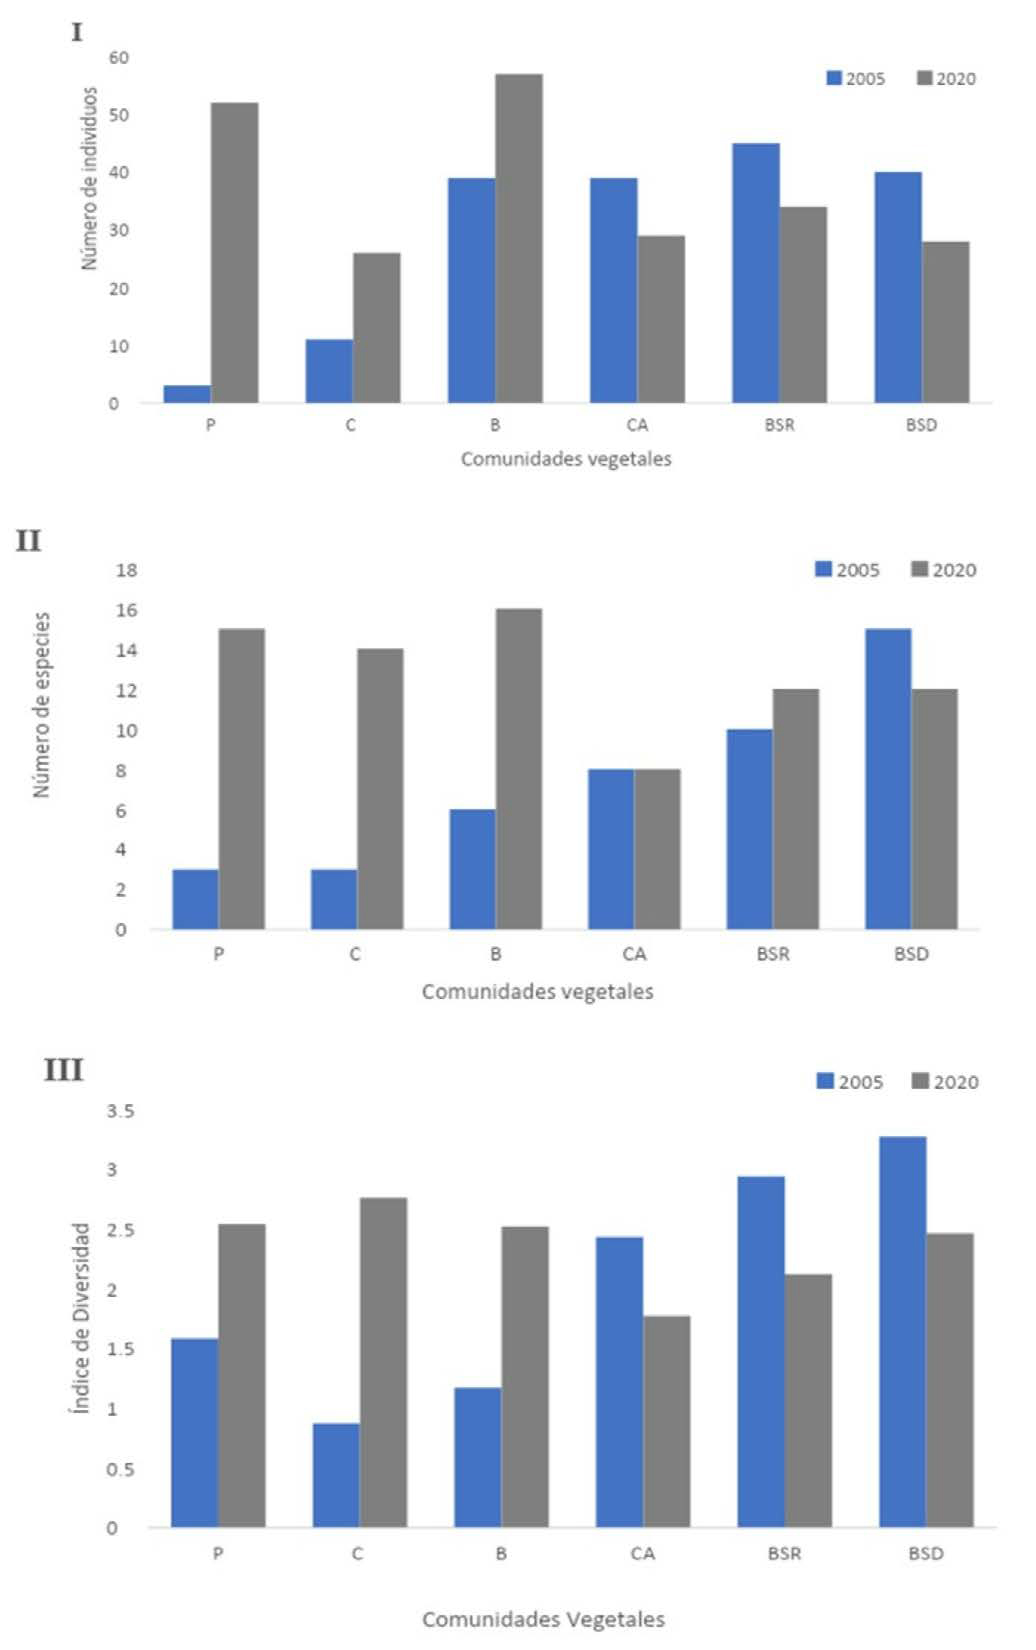 I
2005 2020
Número de individuos
60
50
40
30
20
10
0
P C B CA BSR BSD
Comunidades vegetales
II
2005 2020
Número de especies
18
16
14
12
10
8
6
4
2
0
P C B CA BSR BSD
Comunidades vegetales
III
2005 2020
Índice de Diversidad
3.5
3
2.5
2
1.5
1
0.5
0
P C B CA BSR BSD
Comunidades Vegetales